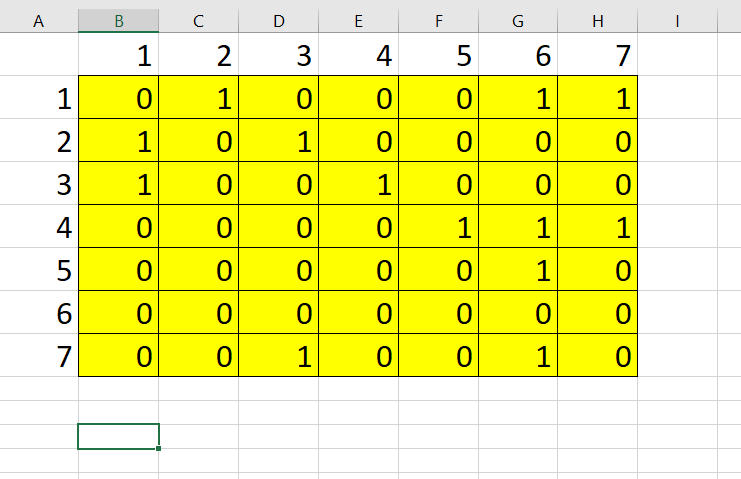 A B C D E F G H I
1 2 3 4 5 6 7
1 0 1 0 0 0 1 1
2 1 0 1 0 0 0 0
3 1 0 0 1 0 0 0
4 0 0 0 0 1 1 1
5 0 0 0 0 0 1 0
6 0 0 0 0 0 0 0
7 0 0 1 0 0 1 0